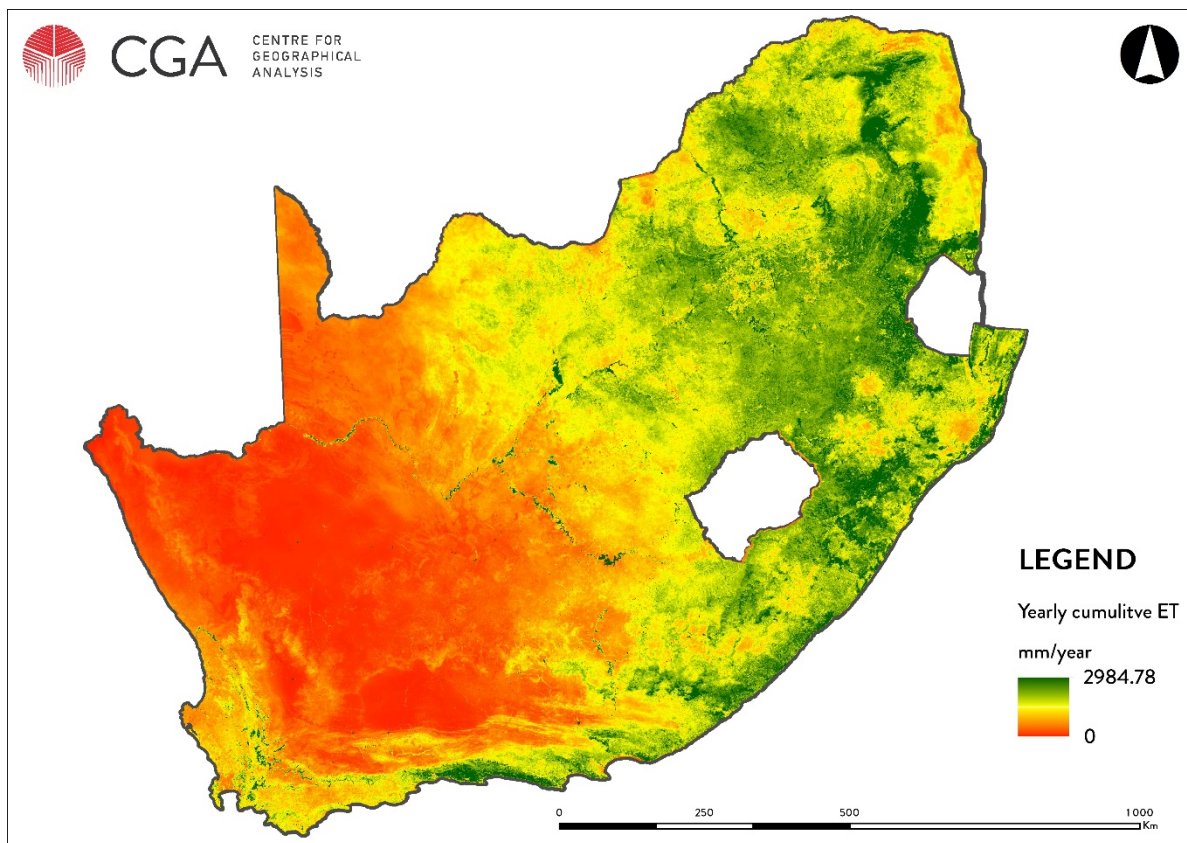 CGA
CENTRE FOR
GEOGRAPHICAL
ANALYSIS
LEGEND
Yearly cumulitve ET
mm/year
2984.78
0
0 250 500 1000
Km